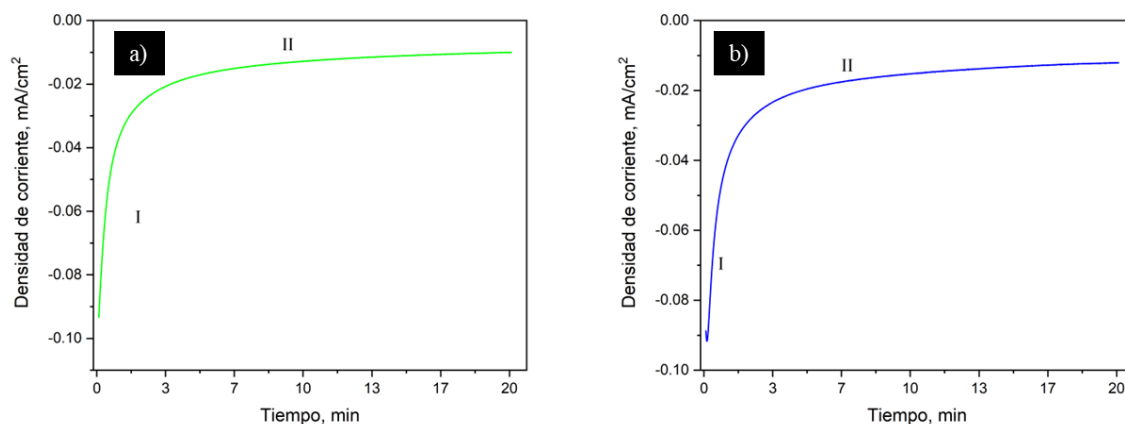 a)
0.00
-0.02
-0.04
-0.06
-0.08
-0.10
Densidad de corriente, mA/cm²
I
II
0
3
7
10
13
17
20
Tiempo, min
b)
0.00
-0.02
-0.04
-0.06
-0.08
-0.10
Densidad de corriente, mA/cm²
I
II
0
3
7
10
13
17
20
Tiempo, min